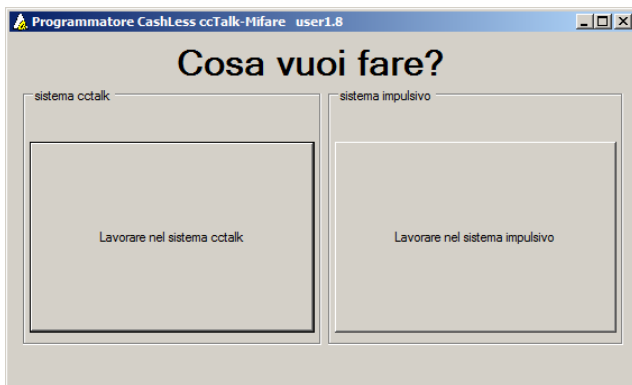 Programmatore CashLess ccTalk-Mifare user1.8
Cosa vuoi fare?
sistema cctalk
sistema impulsivo
Lavorare nel sistema cctalk
Lavorare nel sistema impulsivo